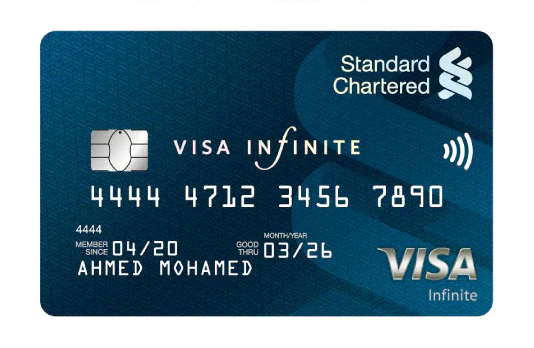 Standard
Chartered
VISA INFINITE
4444 4712 3456 7890
4444
MEMBER SINCE 04/20 GOOD THRU MONTH/YEAR 03/26
AHMED MOHAMED
VISA
Infinite